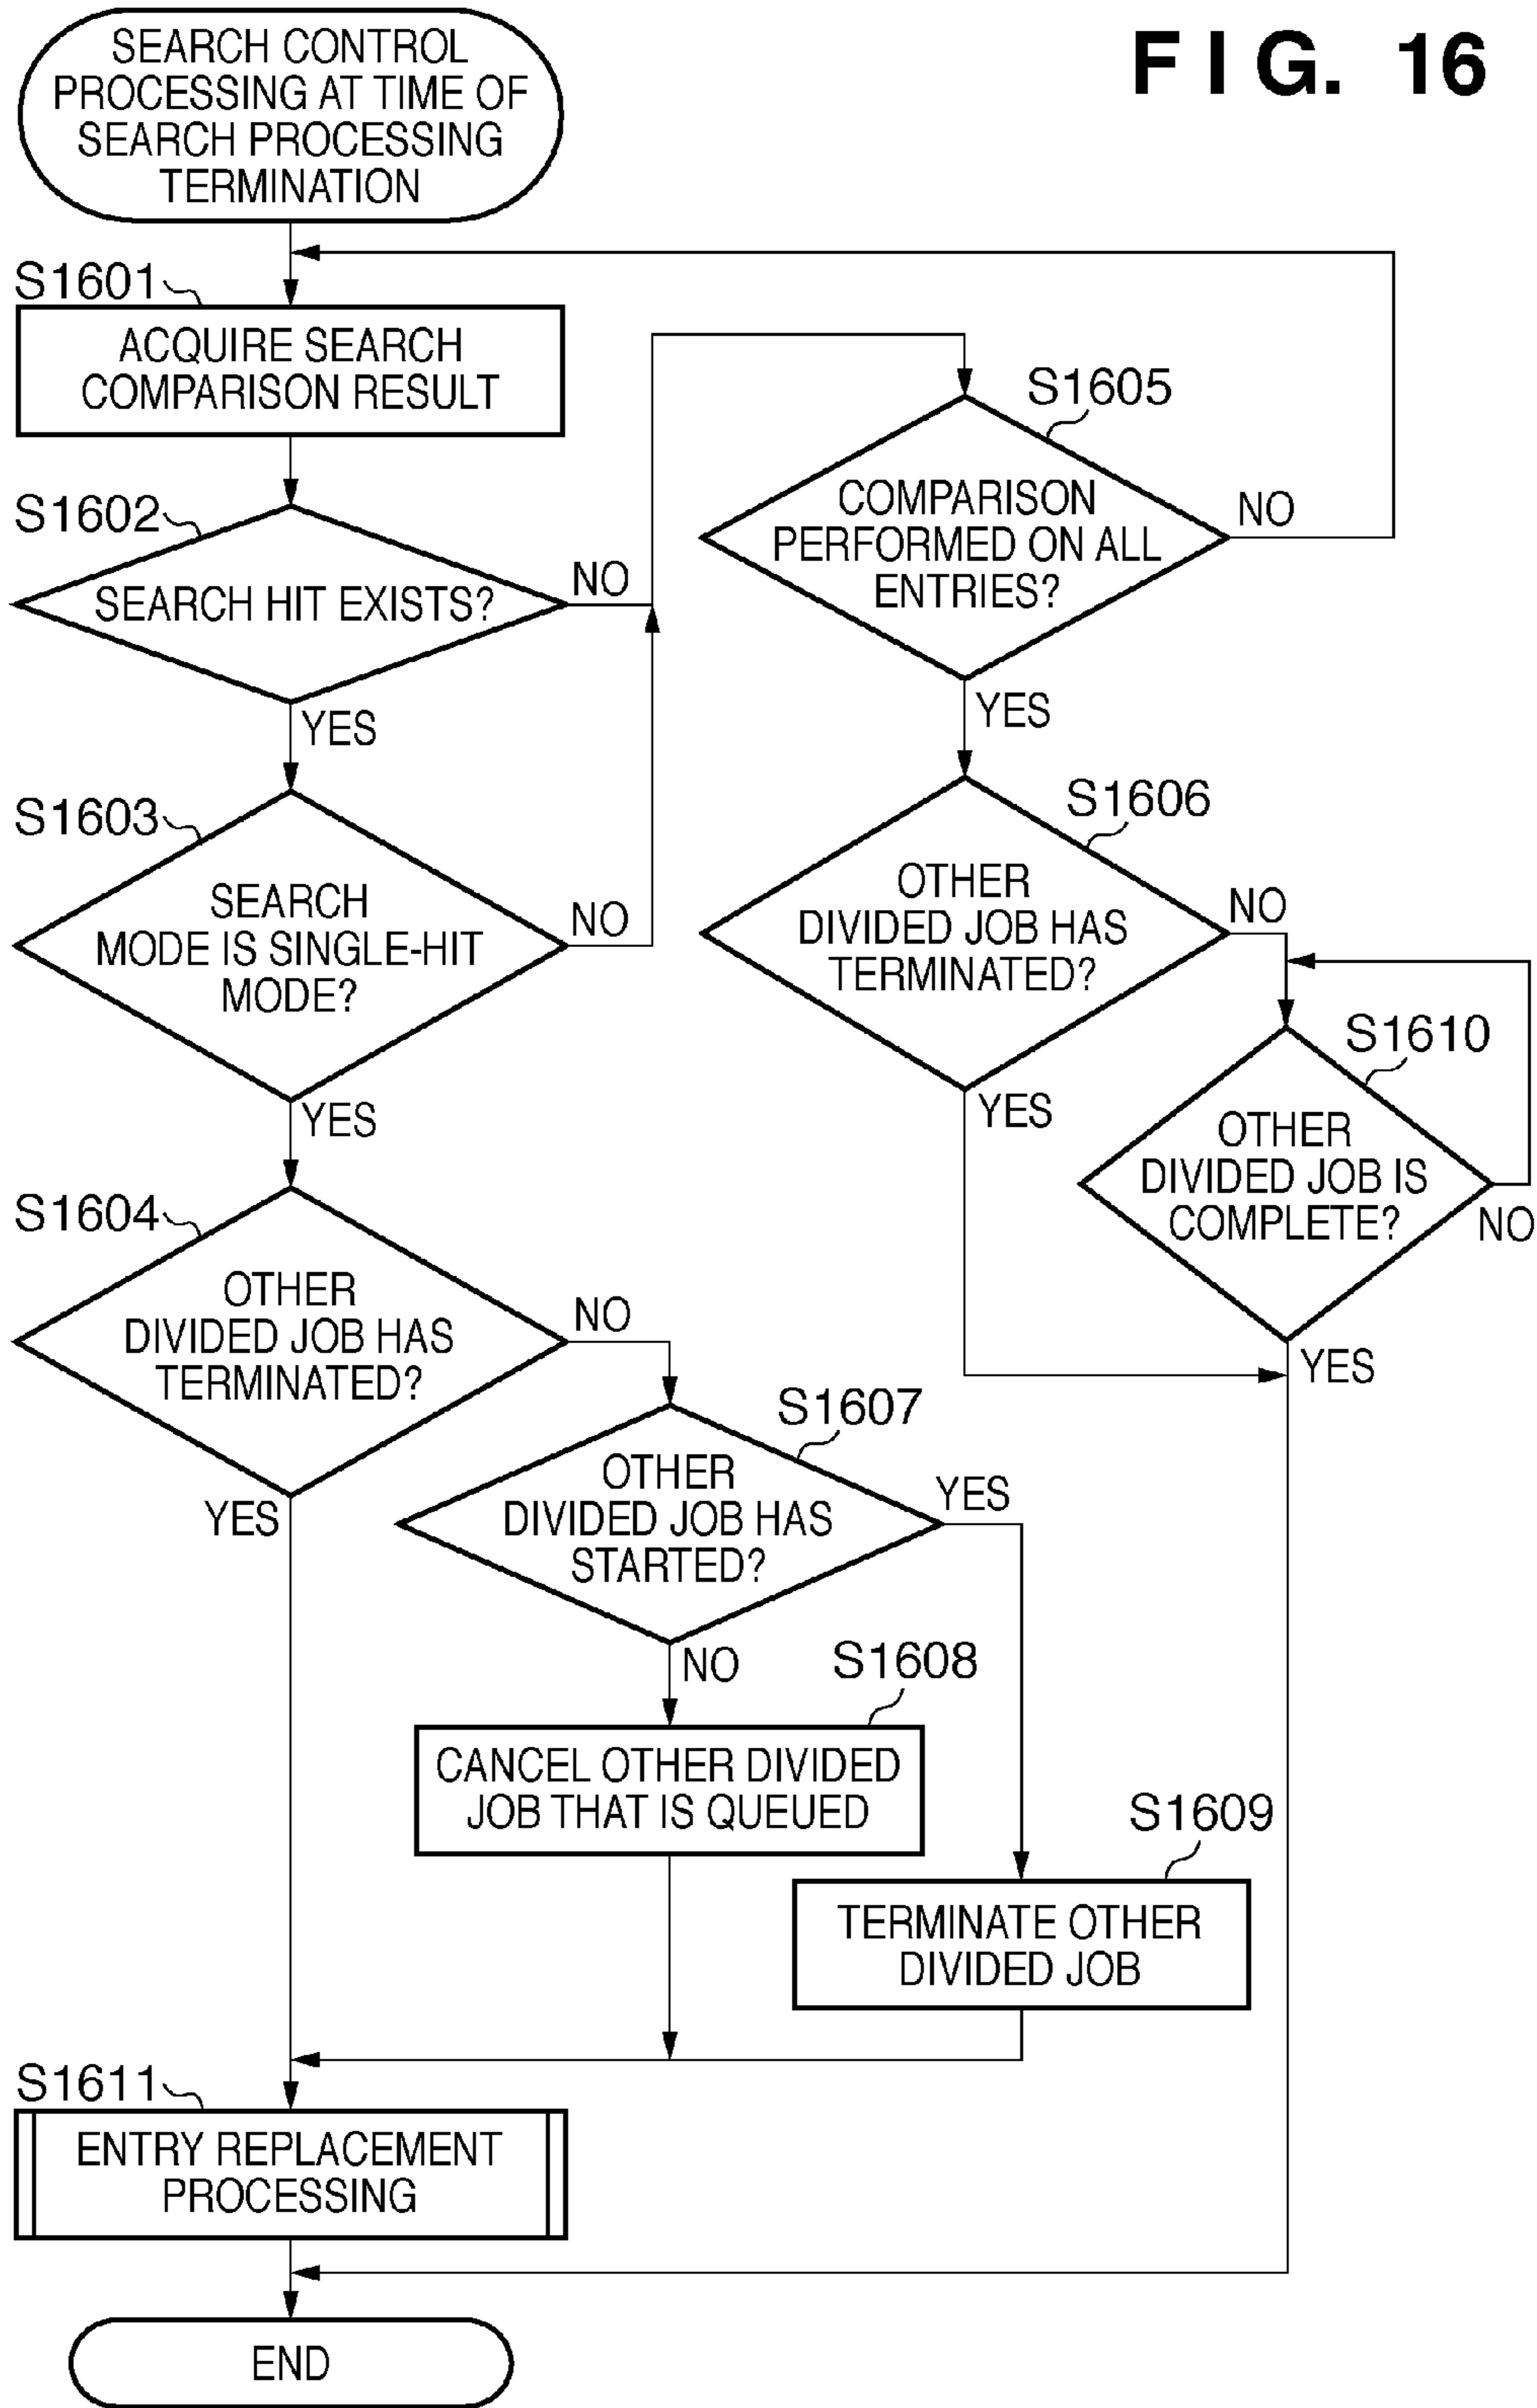 FIG. 16
SEARCH CONTROL
PROCESSING AT TIME OF
SEARCH PROCESSING
TERMINATION
S1601
ACQUIRE SEARCH
COMPARISON RESULT
S1602
SEARCH HIT EXISTS?
NO
YES
S1603
SEARCH
MODE IS SINGLE-HIT
MODE?
NO
YES
S1604
OTHER
DIVIDED JOB HAS
TERMINATED?
NO
YES
S1605
COMPARISON
PERFORMED ON ALL
ENTRIES?
NO
YES
S1606
OTHER
DIVIDED JOB HAS
TERMINATED?
NO
YES
S1610
OTHER
DIVIDED JOB IS
COMPLETE?
NO
YES
S1607
OTHER
DIVIDED JOB HAS
STARTED?
YES
NO
S1608
CANCEL OTHER DIVIDED
JOB THAT IS QUEUED
S1609
TERMINATE OTHER
DIVIDED JOB
S1611
ENTRY REPLACEMENT
PROCESSING
END